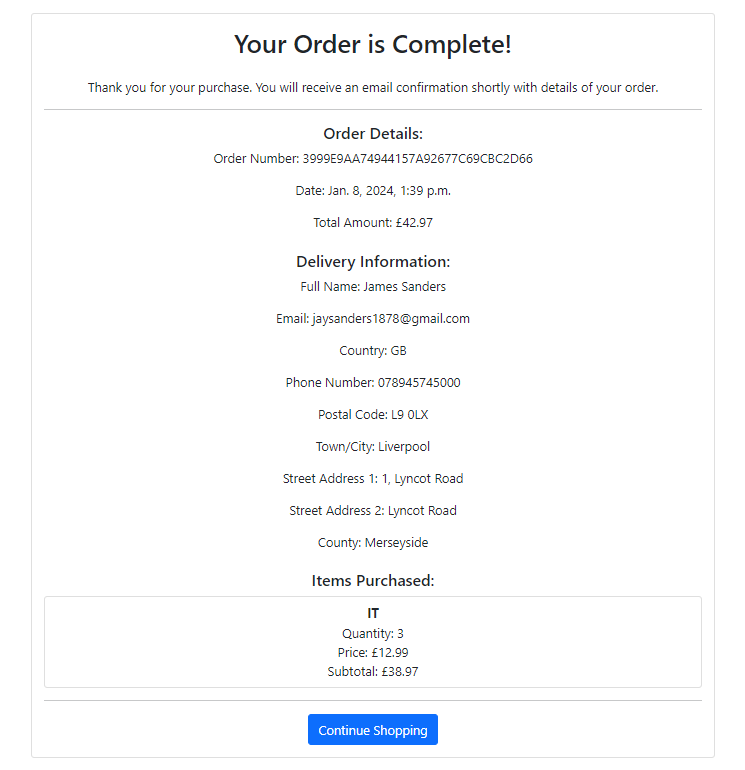 Your Order is Complete!
Thank you for your purchase. You will receive an email confirmation shortly with details of your order.
Order Details:
Order Number: 3999E9AA74944157A92677C69CBC2D66
Date: Jan. 8, 2024, 1:39 p.m.
Total Amount: £42.97
Delivery Information:
Full Name: James Sanders
Email: jaysanders1878@gmail.com
Country: GB
Phone Number: 078945745000
Postal Code: L9 0LX
Town/City: Liverpool
Street Address 1: 1, Lyncot Road
Street Address 2: Lyncot Road
County: Merseyside
Items Purchased:
IT
Quantity: 3
Price: £12.99
Subtotal: £38.97
Continue Shopping